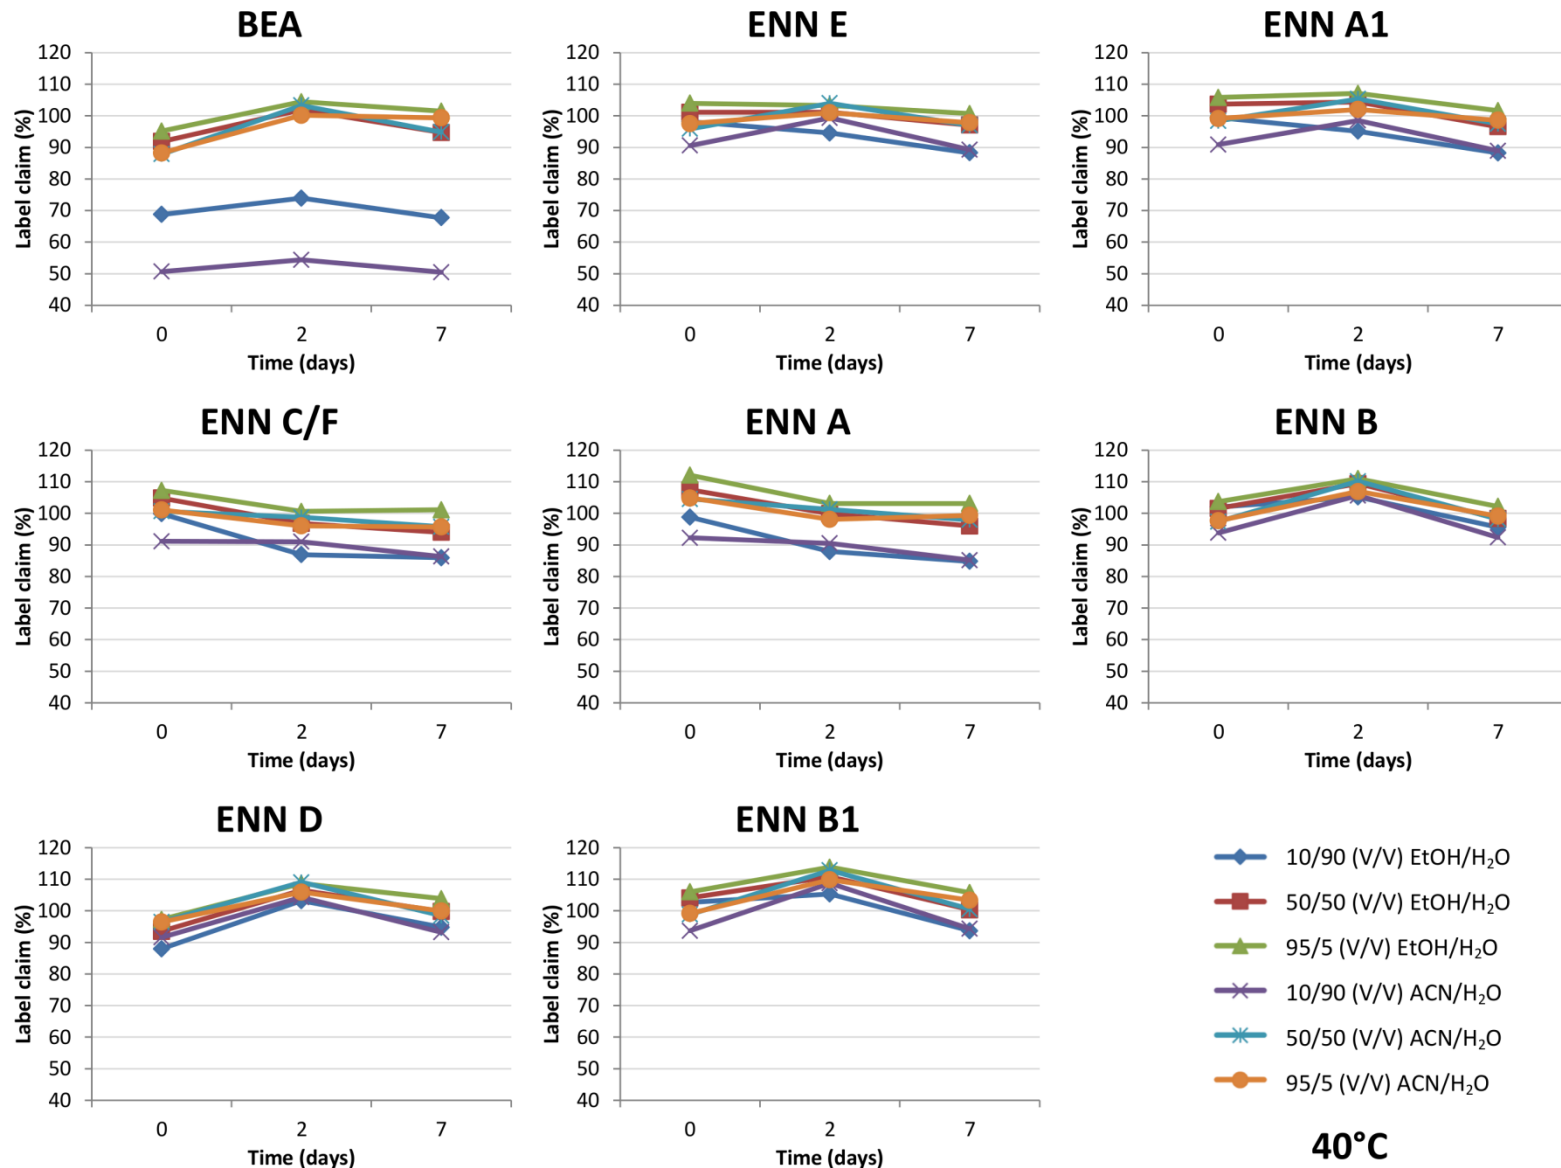 BEA
120
110
100
90
80
70
60
50
40
Label claim (%)
0 2 7
Time (days)
ENN E
120
110
100
90
80
70
60
50
40
Label claim (%)
0 2 7
Time (days)
ENN A1
120
110
100
90
80
70
60
50
40
Label claim (%)
0 2 7
Time (days)
ENN C/F
120
110
100
90
80
70
60
50
40
Label claim (%)
0 2 7
Time (days)
ENN A
120
110
100
90
80
70
60
50
40
Label claim (%)
0 2 7
Time (days)
ENN B
120
110
100
90
80
70
60
50
40
Label claim (%)
0 2 7
Time (days)
ENN D
120
110
100
90
80
70
60
50
40
Label claim (%)
0 2 7
Time (days)
ENN B1
120
110
100
90
80
70
60
50
40
Label claim (%)
0 2 7
Time (days)
10/90 (V/V) EtOH/H₂O
50/50 (V/V) EtOH/H₂O
95/5 (V/V) EtOH/H₂O
10/90 (V/V) ACN/H₂O
50/50 (V/V) ACN/H₂O
95/5 (V/V) ACN/H₂O
40°C